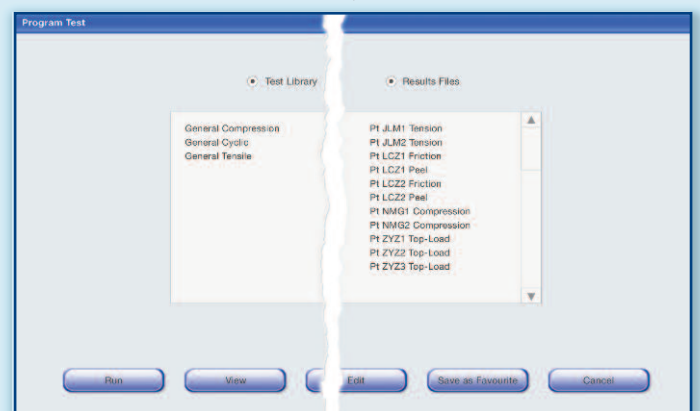 Program Test
Test Library
Results Files
General Compression
General Cyclic
General Tensile
Pt JLM1 Tension
Pt JLM2 Tension
Pt LCZ1 Friction
Pt LCZ1 Peel
Pt LCZ2 Friction
Pt LCZ2 Peel
Pt NMG1 Compression
Pt NMG2 Compression
Pt ZYZ1 Top-Load
Pt ZYZ2 Top-Load
Pt ZYZ3 Top-Load
Run
View
Edit
Save as Favourite
Cancel